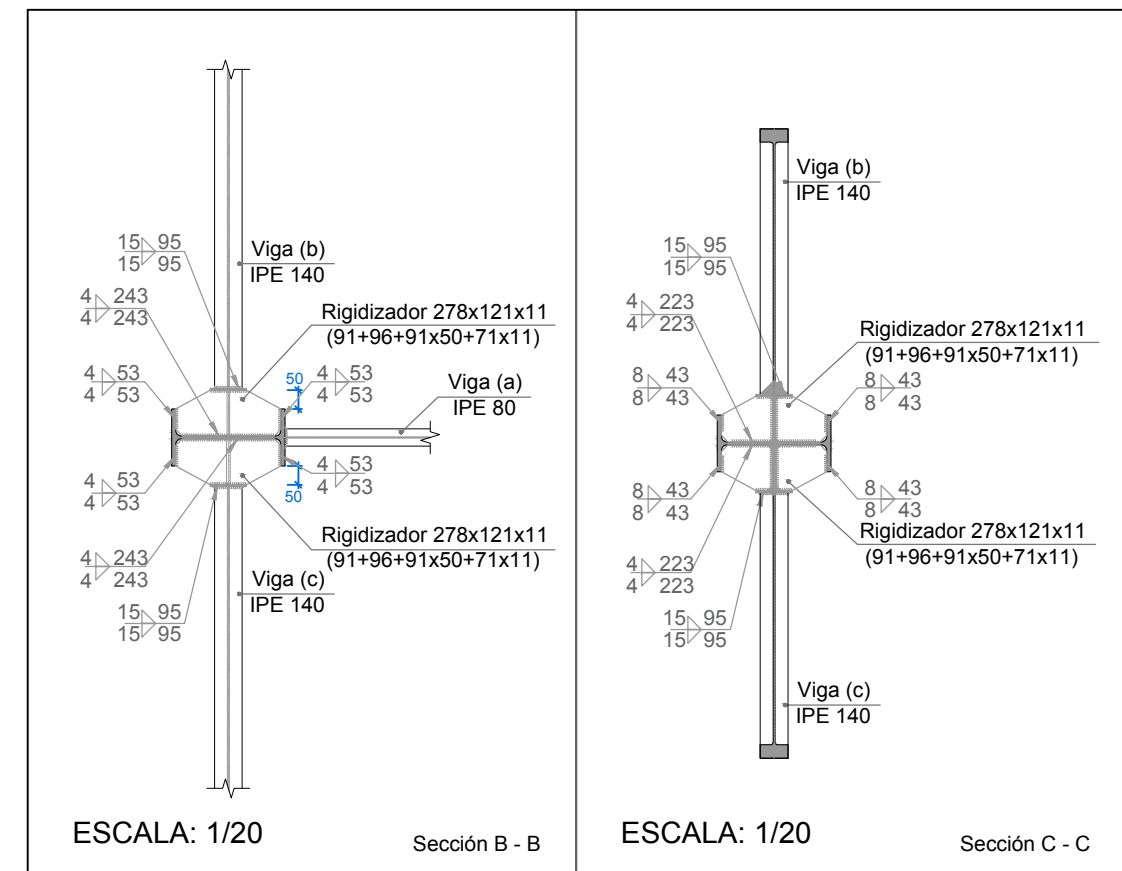 Viga (b)
IPE 140
15 95
15 95
4 243
4 243
Rigidizador 278x121x11
(91+96+91x50+71x11)
4 53
4 53
50
4 53
4 53
Viga (a)
IPE 80
4 53
4 53
4 53
4 53
50
Rigidizador 278x121x11
(91+96+91x50+71x11)
4 243
4 243
Viga (c)
IPE 140
15 95
15 95
ESCALA: 1/20
Sección B - B
Viga (b)
IPE 140
15 95
15 95
4 223
4 223
Rigidizador 278x121x11
(91+96+91x50+71x11)
8 43
8 43
8 43
8 43
8 43
8 43
8 43
8 43
Rigidizador 278x121x11
(91+96+91x50+71x11)
4 223
4 223
15 95
15 95
Viga (c)
IPE 140
ESCALA: 1/20
Sección C - C